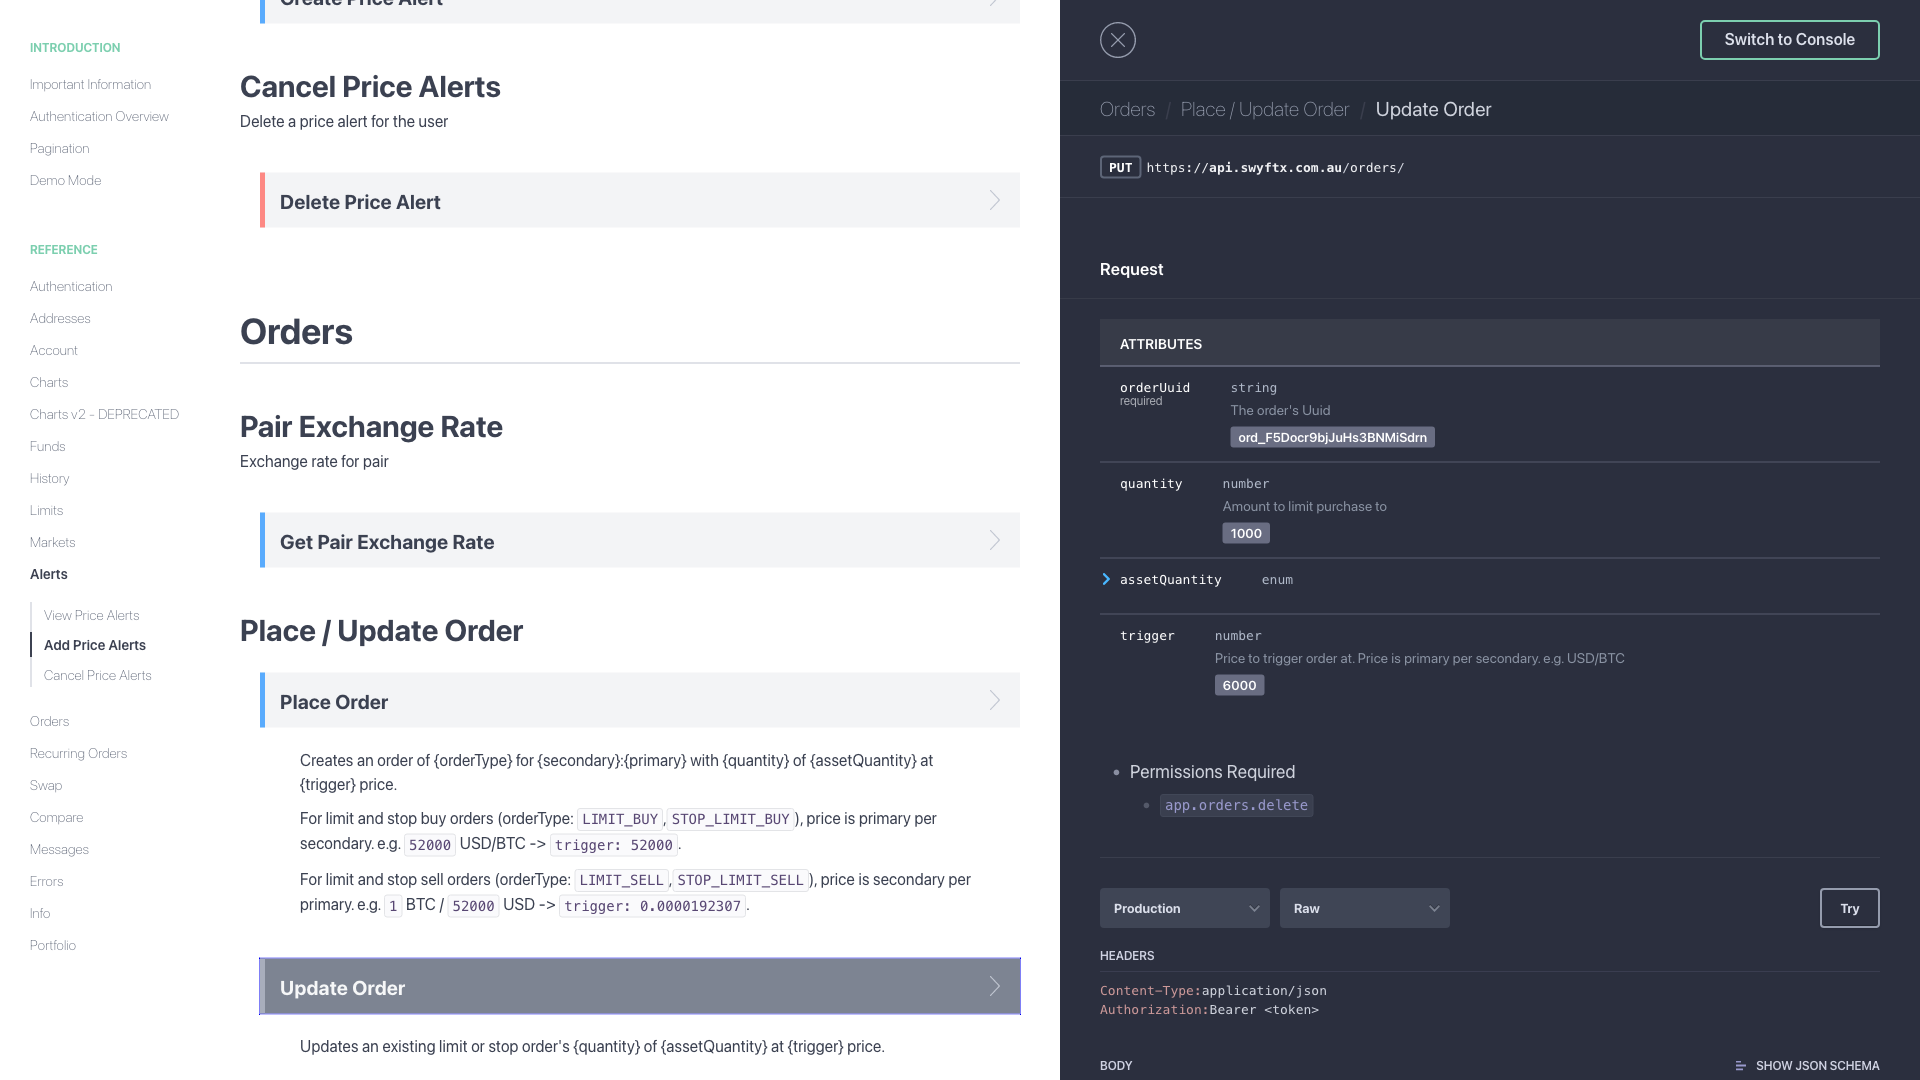 INTRODUCTION
Important Information
Authentication Overview
Pagination
Demo Mode
REFERENCE
Authentication
Addresses
Account
Charts
Charts v2 - DEPRECATED
Funds
History
Limits
Markets
Alerts
View Price Alerts
Add Price Alerts
Cancel Price Alerts
Orders
Recurring Orders
Swap
Compare
Messages
Errors
Info
Portfolio
Create Price Alert
Cancel Price Alerts
Delete a price alert for the user
Delete Price Alert
Orders
Pair Exchange Rate
Exchange rate for pair
Get Pair Exchange Rate
Place / Update Order
Place Order
Creates an order of {orderType} for {secondary}:{primary} with {quantity} of {assetQuantity} at
{trigger} price.
For limit and stop buy orders (orderType: LIMIT_BUY,STOP_LIMIT_BUY), price is primary per
secondary. e.g. 52000 USD/BTC -> trigger: 52000.
For limit and stop sell orders (orderType: LIMIT_SELL,STOP_LIMIT_SELL), price is secondary per
primary. e.g. 1 BTC / 52000 USD -> trigger: 0.0000192307.
Update Order
Updates an existing limit or stop order's {quantity} of {assetQuantity} at {trigger} price.
Switch to Console
Orders / Place / Update Order / Update Order
PUT https://api.swyftx.com.au/orders/
Request
ATTRIBUTES
orderUuid string
required
The order's Uuid
ord_F5Docr9bjJuHs3BNMiSdrn
quantity number
Amount to limit purchase to
1000
assetQuantity enum
trigger number
Price to trigger order at. Price is primary per secondary. e.g. USD/BTC
6000
Permissions Required
app.orders.delete
Production Raw Try
HEADERS
Content-Type:application/json
Authorization:Bearer <token>
BODY SHOW JSON SCHEMA